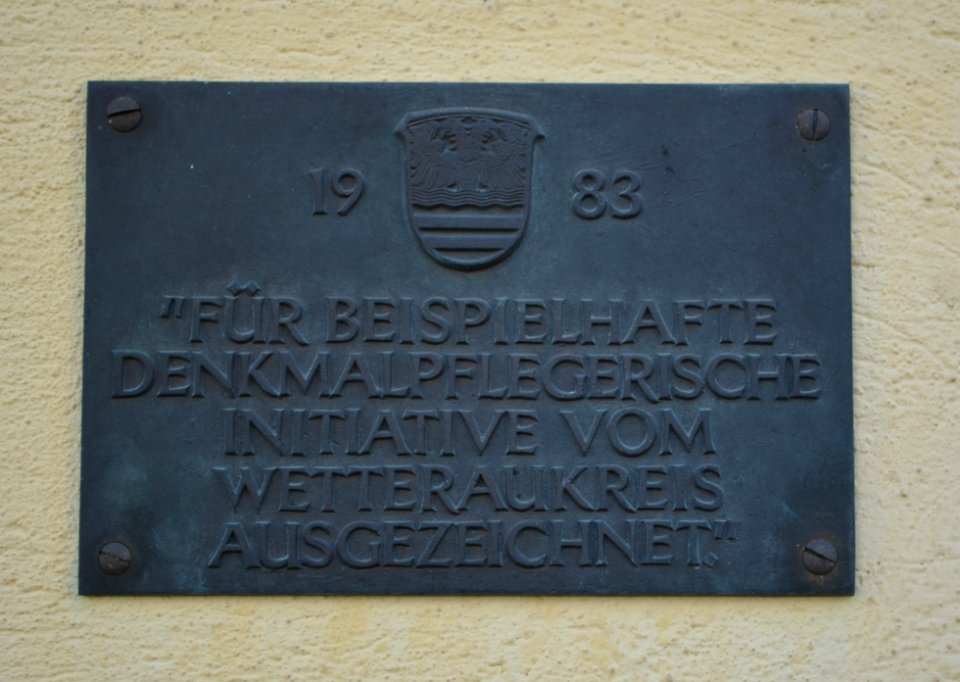 19 83
"FÜR BEISPIELHAFTE
DENKMALPFLEGERISCHE
INITIATIVE VOM
WETTERAUKREIS
AUSGEZEICHNET."